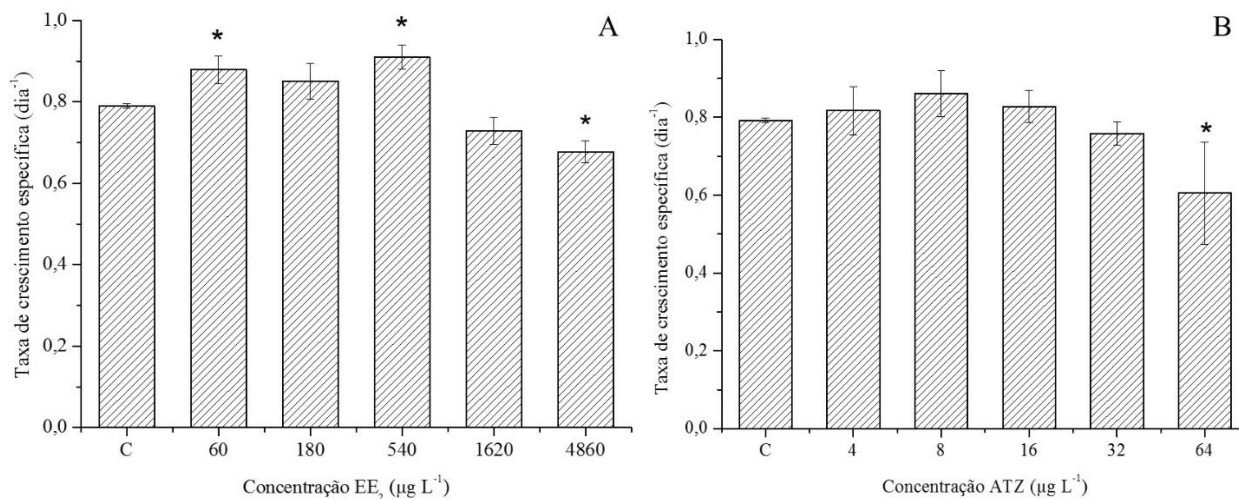 A
Taxa de crescimento específica (dia⁻¹)
1,0
0,8
0,6
0,4
0,2
0,0
*
*
*
C 60 180 540 1620 4860
Concentração EE₂ (µg L⁻¹)
B
Taxa de crescimento específica (dia⁻¹)
1,0
0,8
0,6
0,4
0,2
0,0
*
C 4 8 16 32 64
Concentração ATZ (µg L⁻¹)